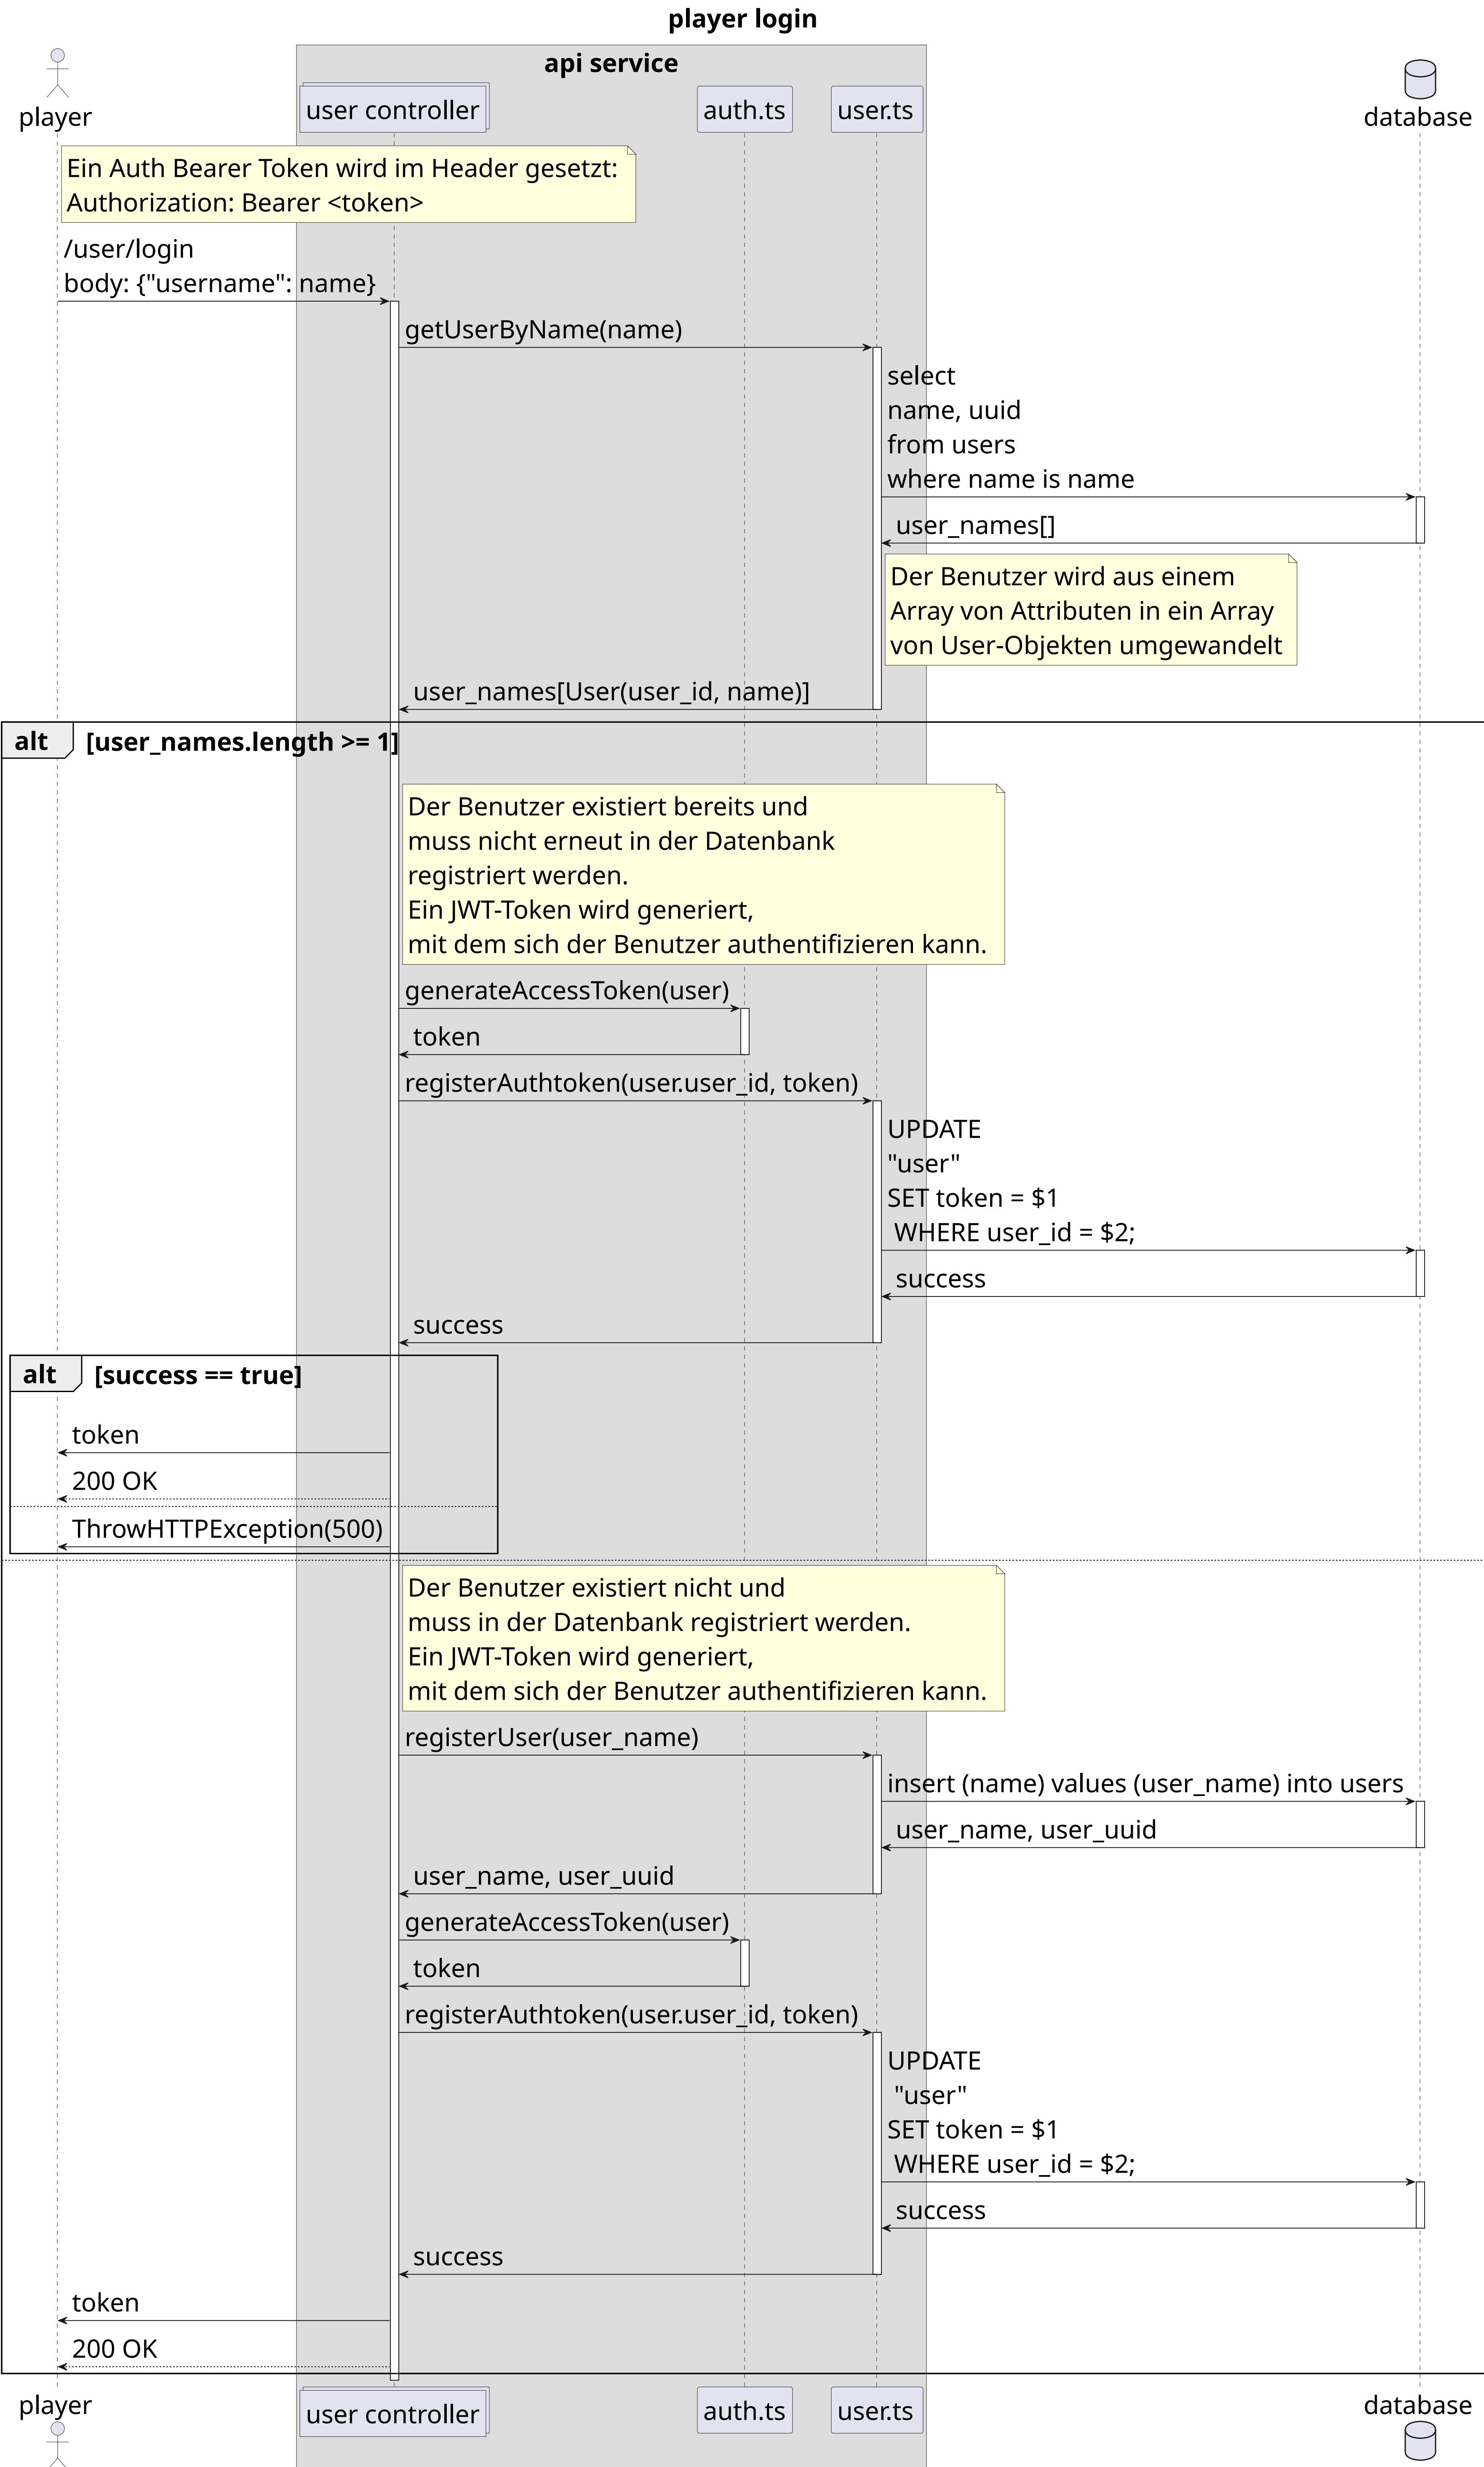 player login
api service
player
user controller
auth.ts
user.ts
database
Ein Auth Bearer Token wird im Header gesetzt:
Authorization: Bearer <token>
/user/login
body: {"username": name}
getUserByName(name)
select
name, uuid
from users
where name is name
user_names[]
Der Benutzer wird aus einem
Array von Attributen in ein Array
von User-Objekten umgewandelt
user_names[User(user_id, name)]
alt [user_names.length >= 1]
Der Benutzer existiert bereits und
muss nicht erneut in der Datenbank
registriert werden.
Ein JWT-Token wird generiert,
mit dem sich der Benutzer authentifizieren kann.
generateAccessToken(user)
token
registerAuthtoken(user.user_id, token)
UPDATE
"user"
SET token = $1
WHERE user_id = $2;
success
success
alt [success == true]
token
200 OK
ThrowHTTPException(500)
Der Benutzer existiert nicht und
muss in der Datenbank registriert werden.
Ein JWT-Token wird generiert,
mit dem sich der Benutzer authentifizieren kann.
registerUser(user_name)
insert (name) values (user_name) into users
user_name, user_uuid
user_name, user_uuid
generateAccessToken(user)
token
registerAuthtoken(user.user_id, token)
UPDATE
"user"
SET token = $1
WHERE user_id = $2;
success
success
token
200 OK
player
user controller
auth.ts
user.ts
database